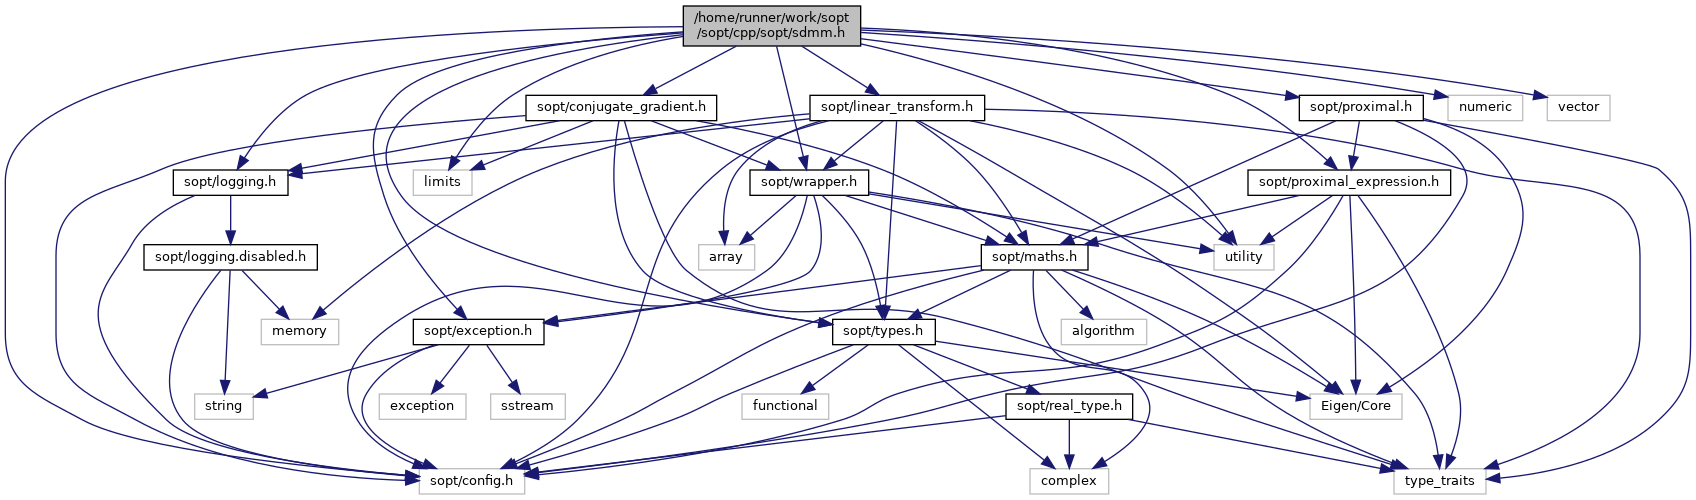 /home/runner/work/sopt
/sopt/cpp/sopt/sdmm.h
sopt/conjugate_gradient.h
sopt/linear_transform.h
sopt/proximal.h
numeric
vector
sopt/logging.h
limits
sopt/wrapper.h
sopt/proximal_expression.h
sopt/logging.disabled.h
array
sopt/maths.h
utility
memory
sopt/exception.h
sopt/types.h
algorithm
string
exception
sstream
functional
sopt/real_type.h
Eigen/Core
sopt/config.h
complex
type_traits